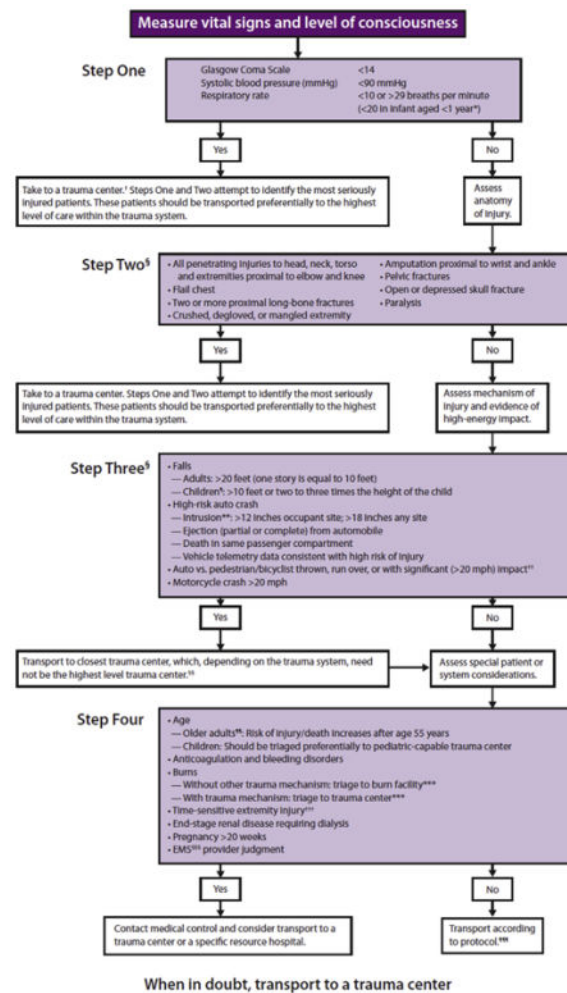 Measure vital signs and level of consciousness
Step One
Glasgow Coma Scale <14
Systolic blood pressure (mmHg) <90 mmHg
Respiratory rate <10 or >29 breaths per minute
(<20 in infant aged <1 year*)
Yes
No
Take to a trauma center.† Steps One and Two attempt to identify the most seriously
injured patients. These patients should be transported preferentially to the highest
level of care within the trauma system.
Assess
anatomy
of injury.
Step Two§
• All penetrating injuries to head, neck, torso
and extremities proximal to elbow and knee
• Flail chest
• Two or more proximal long-bone fractures
• Crushed, degloved, or mangled extremity
• Amputation proximal to wrist and ankle
• Pelvic fractures
• Open or depressed skull fracture
• Paralysis
Yes
No
Take to a trauma center. Steps One and Two attempt to identify the most seriously
injured patients. These patients should be transported preferentially to the highest
level of care within the trauma system.
Assess mechanism of
injury and evidence of
high-energy impact.
Step Three§
• Falls
— Adults: >20 feet (one story is equal to 10 feet)
— Children¶: >10 feet or two to three times the height of the child
• High-risk auto crash
— Intrusion**: >12 inches occupant site; >18 inches any site
— Ejection (partial or complete) from automobile
— Death in same passenger compartment
— Vehicle telemetry data consistent with high risk of injury
• Auto vs. pedestrian/bicyclist thrown, run over, or with significant (>20 mph) impact††
• Motorcycle crash >20 mph
Yes
No
Transport to closest trauma center, which, depending on the trauma system, need
not be the highest level trauma center.§§
Assess special patient or
system considerations.
Step Four
• Age
— Older adults¶¶: Risk of injury/death increases after age 55 years
— Children: Should be triaged preferentially to pediatric-capable trauma center
• Anticoagulation and bleeding disorders
• Burns
— Without other trauma mechanism: triage to burn facility***
— With trauma mechanism: triage to trauma center***
• Time-sensitive extremity injury†††
• End-stage renal disease requiring dialysis
• Pregnancy >20 weeks
• EMS§§§ provider judgment
Yes
No
Contact medical control and consider transport to a
trauma center or a specific resource hospital.
Transport according
to protocol.¶¶¶
When in doubt, transport to a trauma center